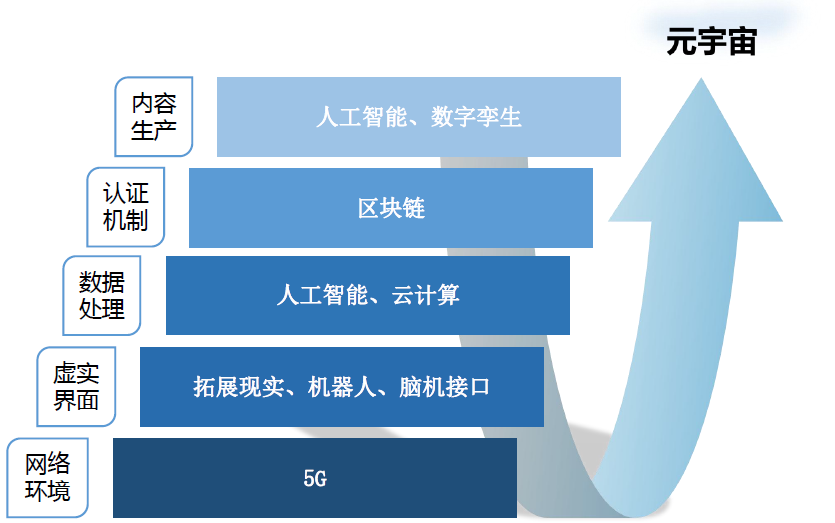 元宇宙
内容
生产
人工智能、数字孪生
认证
机制
区块链
数据
处理
人工智能、云计算
虚实
界面
拓展现实、机器人、脑机接口
网络
环境
5G